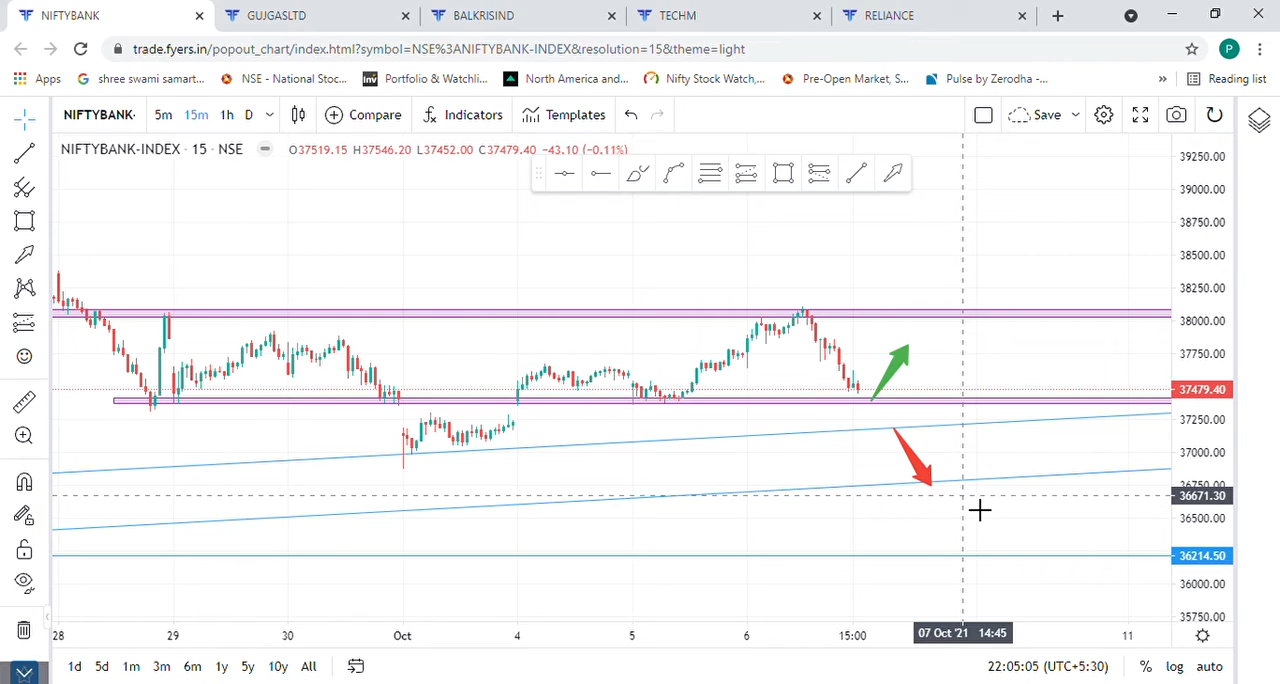 NIFTYBANK GUJGASLTD BALKRISIND TECHM RELIANCE
trade.fyers.in/popout_chart/index.html?symbol=NSE%3ANIFTYBANK-INDEX&resolution=15&theme=light P
Apps shree swami samart... NSE - National Stoc... Inv Portfolio & Watchli... North America and... Nifty Stock Watch,... Pre-Open Market, S... Pulse by Zerodha -... » Reading list
NIFTYBANK- 5m 15m 1h D Compare Indicators Templates Save
NIFTYBANK-INDEX · 15 · NSE O37519.15 H37546.20 L37452.00 C37479.40 −43.10 (−0.11%)
39250.00
39000.00
38750.00
38500.00
38250.00
38000.00
37750.00
37479.40
37250.00
37000.00
36750.00
36671.30
36500.00
36214.50
36000.00
35750.00
28 29 30 Oct 4 5 6 15:00 07 Oct '21 14:45 11
1d 5d 1m 3m 6m 1y 5y 10y All 22:05:05 (UTC+5:30) % log auto